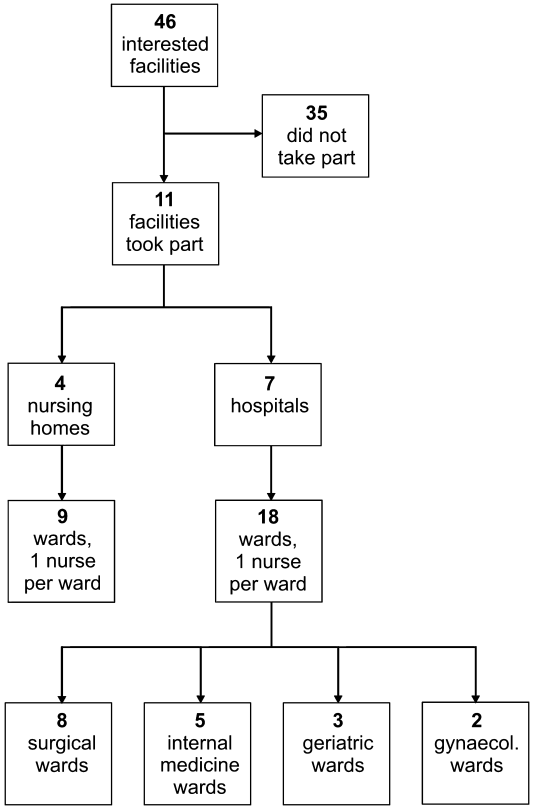 46
interested
facilities
35
did not
take part
11
facilities
took part
4
nursing
homes
7
hospitals
9
wards,
1 nurse
per ward
18
wards,
1 nurse
per ward
8
surgical
wards
5
internal
medicine
wards
3
geriatric
wards
2
gynaecol.
wards